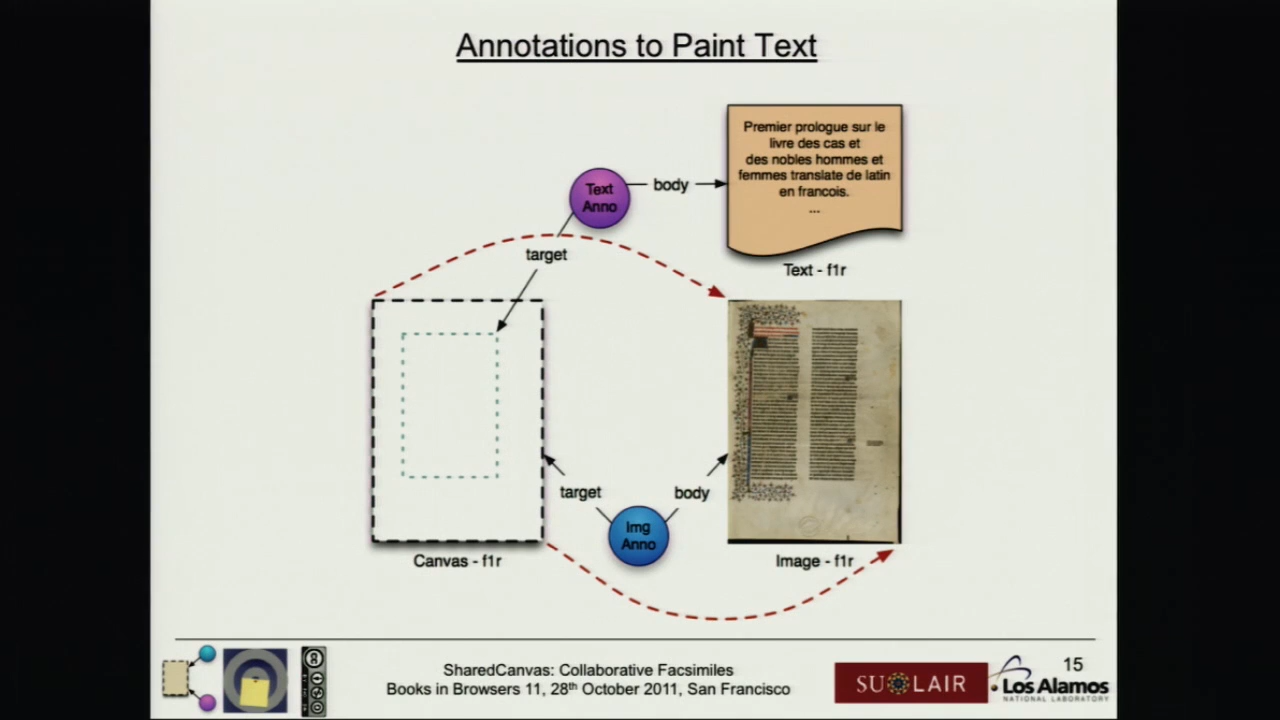 Annotations to Paint Text
Premier prologue sur le
livre des cas et
des nobles hommes et
femmes translate de latin
en francois.
...
Text
Anno
body
target
Text - f1r
target
body
Img
Anno
Canvas - f1r
Image - f1r
SharedCanvas: Collaborative Facsimiles
Books in Browsers 11, 28th October 2011, San Francisco
SULAIR
Los Alamos
NATIONAL LABORATORY
15